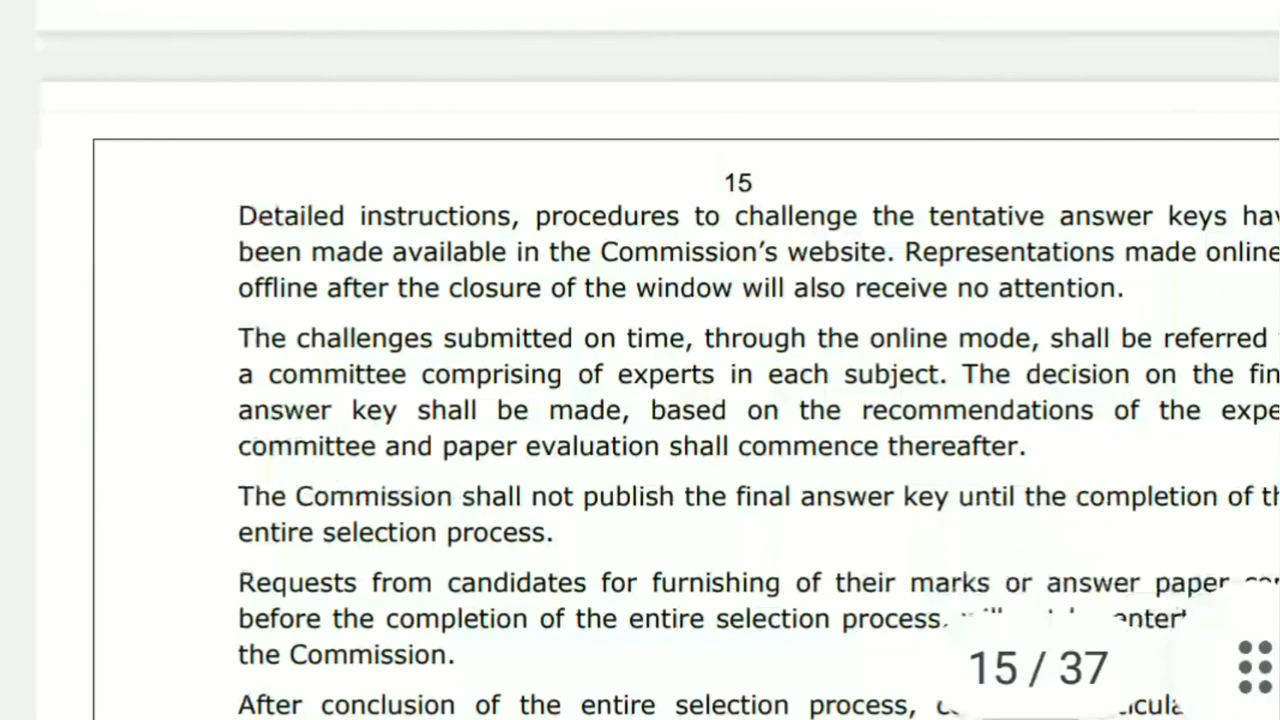 15
Detailed instructions, procedures to challenge the tentative answer keys
been made available in the Commission's website. Representations made online
offline after the closure of the window will also receive no attention.
The challenges submitted on time, through the online mode, shall be referred
a committee comprising of experts in each subject. The decision on the
answer key shall be made, based on the recommendations of the
committee and paper evaluation shall commence thereafter.
The Commission shall not publish the final answer key until the completion of
entire selection process.
Requests from candidates for furnishing of their marks or answer paper
before the completion of the entire selection process,
the Commission.
15 / 37
After conclusion of the entire selection process,